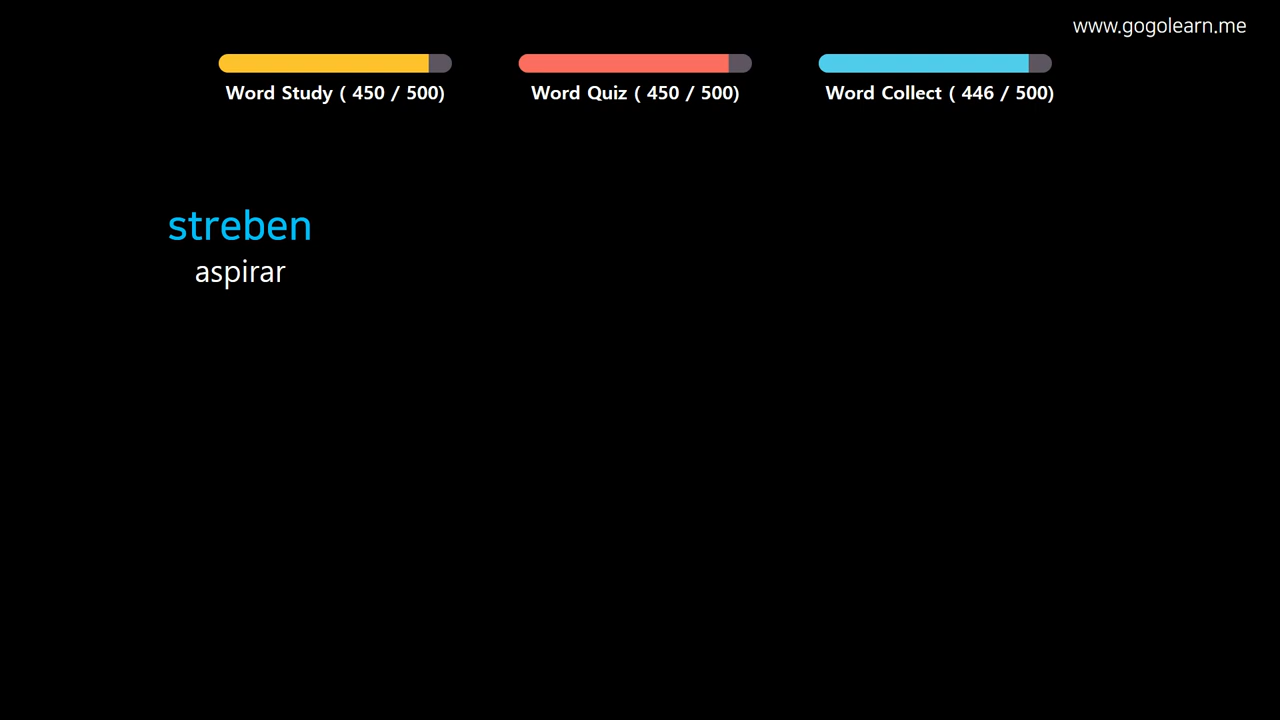 www.gogolearn.me
Word Study ( 450 / 500)
Word Quiz ( 450 / 500)
Word Collect ( 446 / 500)
streben
aspirar